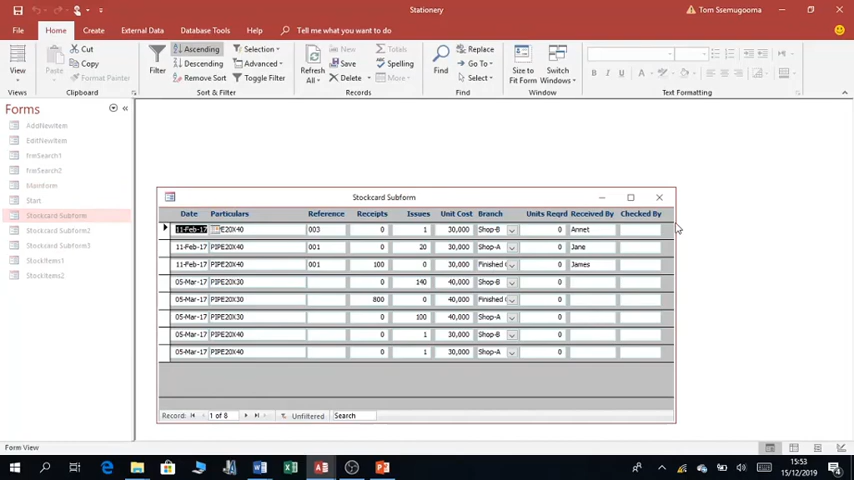 Stationery
Tom Ssemugooma
File Home Create External Data Database Tools Help Tell me what you want to do
View
Views
Paste
Cut
Copy
Format Painter
Clipboard
Filter
Ascending
Descending
Remove Sort
Selection
Advanced
Toggle Filter
Sort & Filter
Refresh All
New
Save
Delete
Totals
Spelling
More
Records
Find
Replace
Go To
Select
Find
Size to Fit Form
Switch Windows
Window
B I U
Text Formatting
Forms
AddNewItem
EditNewItem
frmSearch1
frmSearch2
Mainform
Start
Stockcard Subform
Stockcard Subform2
Stockcard Subform3
StockItems1
StockItems2
Stockcard Subform
Date Particulars Reference Receipts Issues Unit Cost Branch Units Reqrd Received By Checked By
11-Feb-17 PIPE20X40 003 0 1 30,000 Shop-B 0 Annet
11-Feb-17 PIPE20X40 001 0 20 30,000 Shop-A 0 Jane
11-Feb-17 PIPE20X40 001 100 0 30,000 Finished 0 James
05-Mar-17 PIPE20X30 0 140 40,000 Shop-B 0
05-Mar-17 PIPE20X30 800 0 40,000 Finished 0
05-Mar-17 PIPE20X30 0 100 40,000 Shop-A 0
05-Mar-17 PIPE20X40 0 1 30,000 Shop-B 0
05-Mar-17 PIPE20X40 0 1 30,000 Shop-A 0
Record: 1 of 8 Unfiltered Search
Form View
15:53
15/12/2019